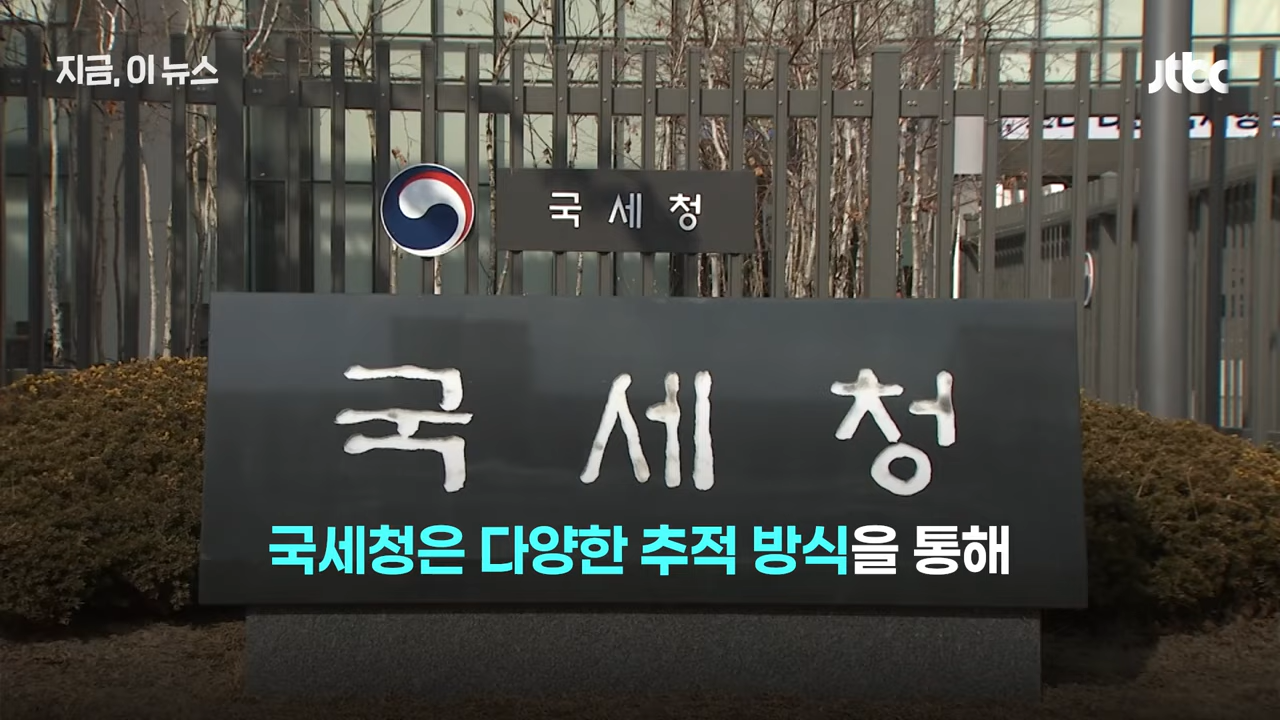 지금, 이 뉴스
jtbc
국세청
국세청
국세청은 다양한 추적 방식을 통해